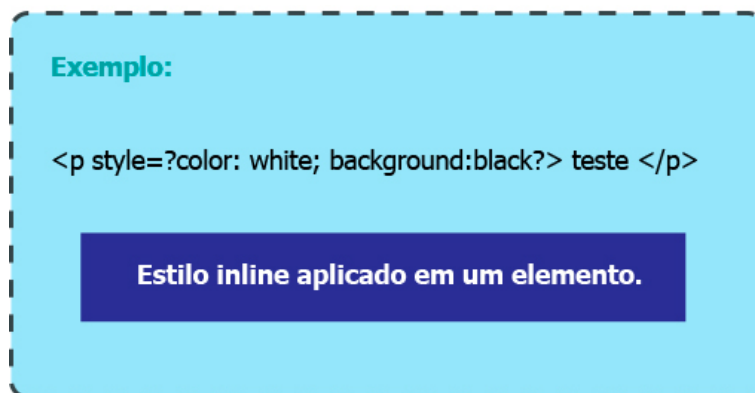 Exemplo:
<p style=?color: white; background:black?> teste </p>
Estilo inline aplicado em um elemento.